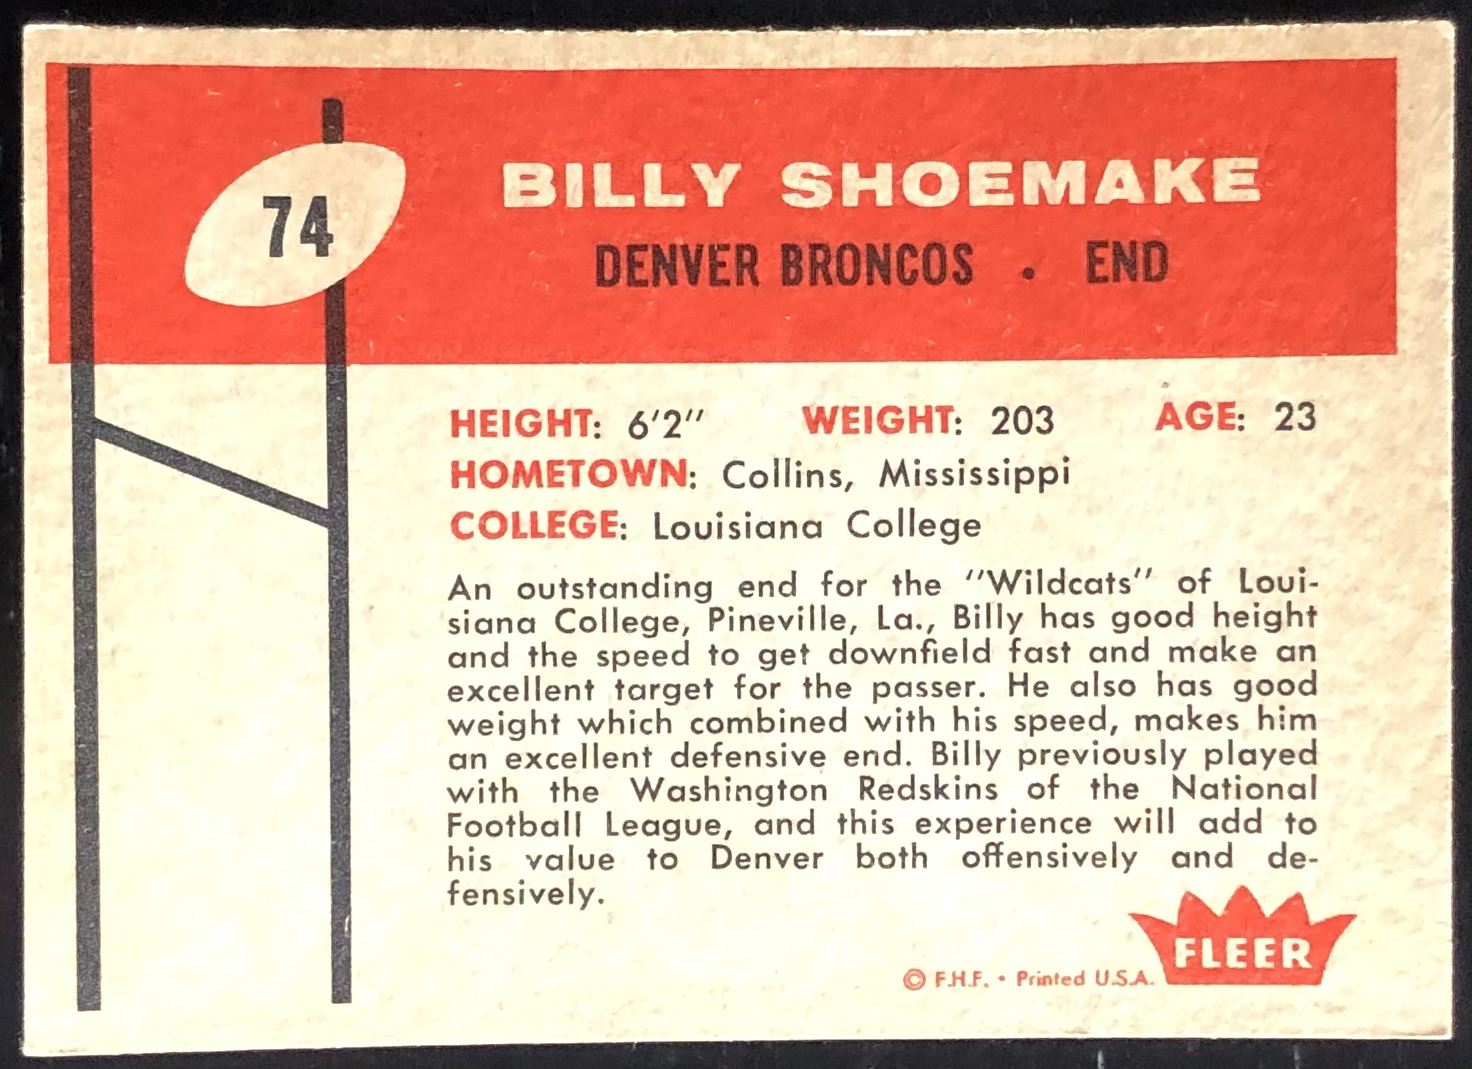 74
BILLY SHOEMAKE
DENVER BRONCOS . END
HEIGHT: 6'2" WEIGHT: 203 AGE: 23
HOMETOWN: Collins, Mississippi
COLLEGE: Louisiana College
An outstanding end for the "Wildcats" of Loui-
siana College, Pineville, La., Billy has good height
and the speed to get downfield fast and make an
excellent target for the passer. He also has good
weight which combined with his speed, makes him
an excellent defensive end. Billy previously played
with the Washington Redskins of the National
Football League, and this experience will add to
his value to Denver both offensively and de-
fensively.
FLEER
© F.H.F. • Printed U.S.A.